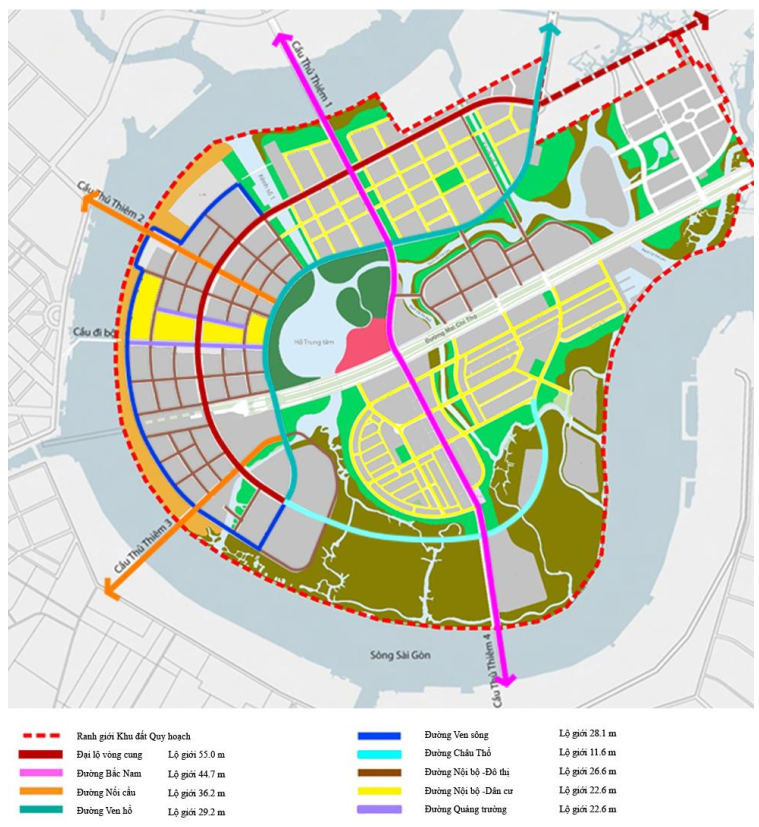 Cầu Thủ Thiêm 1
Cầu Thủ Thiêm 2
Cầu đi bộ
Hồ Trung tâm
Đường Mai Chí Thọ
Cầu Thủ Thiêm 3
Sông Sài Gòn
Cầu Thủ Thiêm 4
Ranh giới Khu đất Quy hoạch
Đại lộ vòng cung Lộ giới 55.0 m
Đường Bắc Nam Lộ giới 44.7 m
Đường Nối cầu Lộ giới 36.2 m
Đường Ven hồ Lộ giới 29.2 m
Đường Ven sông Lộ giới 28.1 m
Đường Châu Thổ Lộ giới 11.6 m
Đường Nội bộ -Đô thị Lộ giới 26.6 m
Đường Nội bộ -Dân cư Lộ giới 22.6 m
Đường Quảng trường Lộ giới 22.6 m